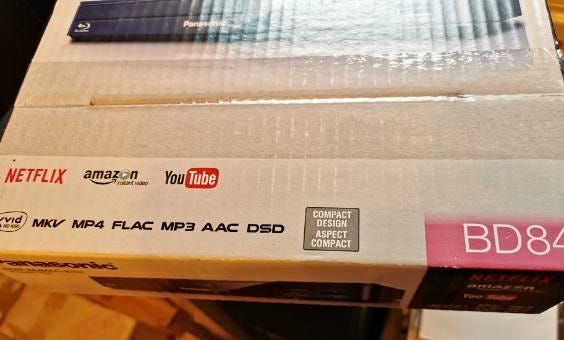 Panasonic
NETFLIX amazon instant video YouTube
MKV MP4 FLAC MP3 AAC DSD
COMPACT
DESIGN
ASPECT
COMPACT
BD84
Panasonic
NETFLIX
amazon
YouTube